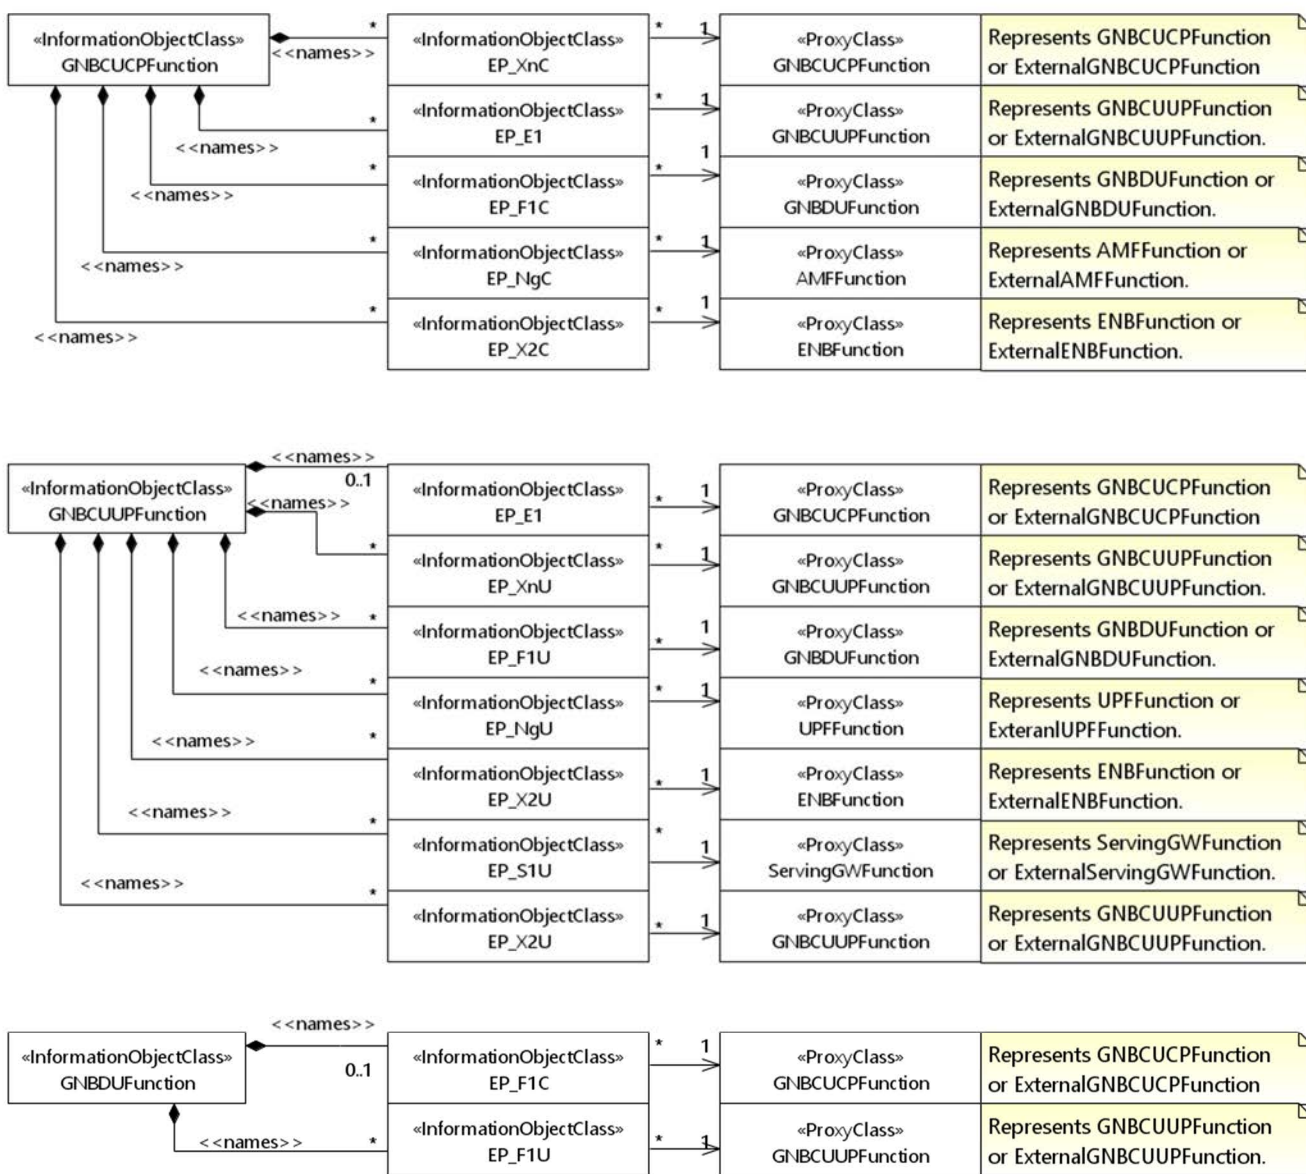 «InformationObjectClass»
GNBCUCPFunction
<<names>>
*
«InformationObjectClass»
EP_XnC
*
1
«ProxyClass»
GNBCUCPFunction
Represents GNBCUCPFunction
or ExternalGNBCUCPFunction
<<names>>
*
«InformationObjectClass»
EP_E1
*
1
«ProxyClass»
GNBCUUPFunction
Represents GNBCUUPFunction
or ExternalGNBCUUPFunction.
<<names>>
*
«InformationObjectClass»
EP_F1C
*
1
«ProxyClass»
GNBDUFunction
Represents GNBDUFunction or
ExternalGNBDUFunction.
<<names>>
*
«InformationObjectClass»
EP_NgC
*
1
«ProxyClass»
AMFFunction
Represents AMFFunction or
ExternalAMFFunction.
<<names>>
*
«InformationObjectClass»
EP_X2C
*
1
«ProxyClass»
ENBFunction
Represents ENBFunction or
ExternalENBFunction.
«InformationObjectClass»
GNBCUUPFunction
<<names>>
0..1
«InformationObjectClass»
EP_E1
*
1
«ProxyClass»
GNBCUCPFunction
Represents GNBCUCPFunction
or ExternalGNBCUCPFunction
<<names>>
*
«InformationObjectClass»
EP_XnU
*
1
«ProxyClass»
GNBCUUPFunction
Represents GNBCUUPFunction
or ExternalGNBCUUPFunction.
<<names>>
*
«InformationObjectClass»
EP_F1U
*
1
«ProxyClass»
GNBDUFunction
Represents GNBDUFunction or
ExternalGNBDUFunction.
<<names>>
*
«InformationObjectClass»
EP_NgU
*
1
«ProxyClass»
UPFFunction
Represents UPFFunction or
ExteranlUPFFunction.
<<names>>
*
«InformationObjectClass»
EP_X2U
*
1
«ProxyClass»
ENBFunction
Represents ENBFunction or
ExternalENBFunction.
<<names>>
*
«InformationObjectClass»
EP_S1U
*
1
«ProxyClass»
ServingGWFunction
Represents ServingGWFunction
or ExternalServingGWFunction.
<<names>>
*
«InformationObjectClass»
EP_X2U
*
1
«ProxyClass»
GNBCUUPFunction
Represents GNBCUUPFunction
or ExternalGNBCUUPFunction.
«InformationObjectClass»
GNBDUFunction
<<names>>
0..1
«InformationObjectClass»
EP_F1C
*
1
«ProxyClass»
GNBCUCPFunction
Represents GNBCUCPFunction
or ExternalGNBCUCPFunction
<<names>>
*
«InformationObjectClass»
EP_F1U
*
1
«ProxyClass»
GNBCUUPFunction
Represents GNBCUUPFunction
or ExternalGNBCUUPFunction.